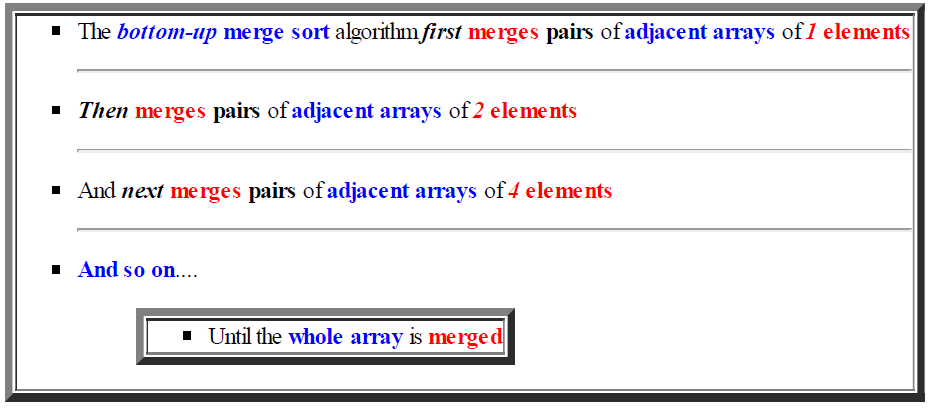 The bottom-up merge sort algorithm first merges pairs of adjacent arrays of 1 elements
Then merges pairs of adjacent arrays of 2 elements
And next merges pairs of adjacent arrays of 4 elements
And so on....
Until the whole array is merged